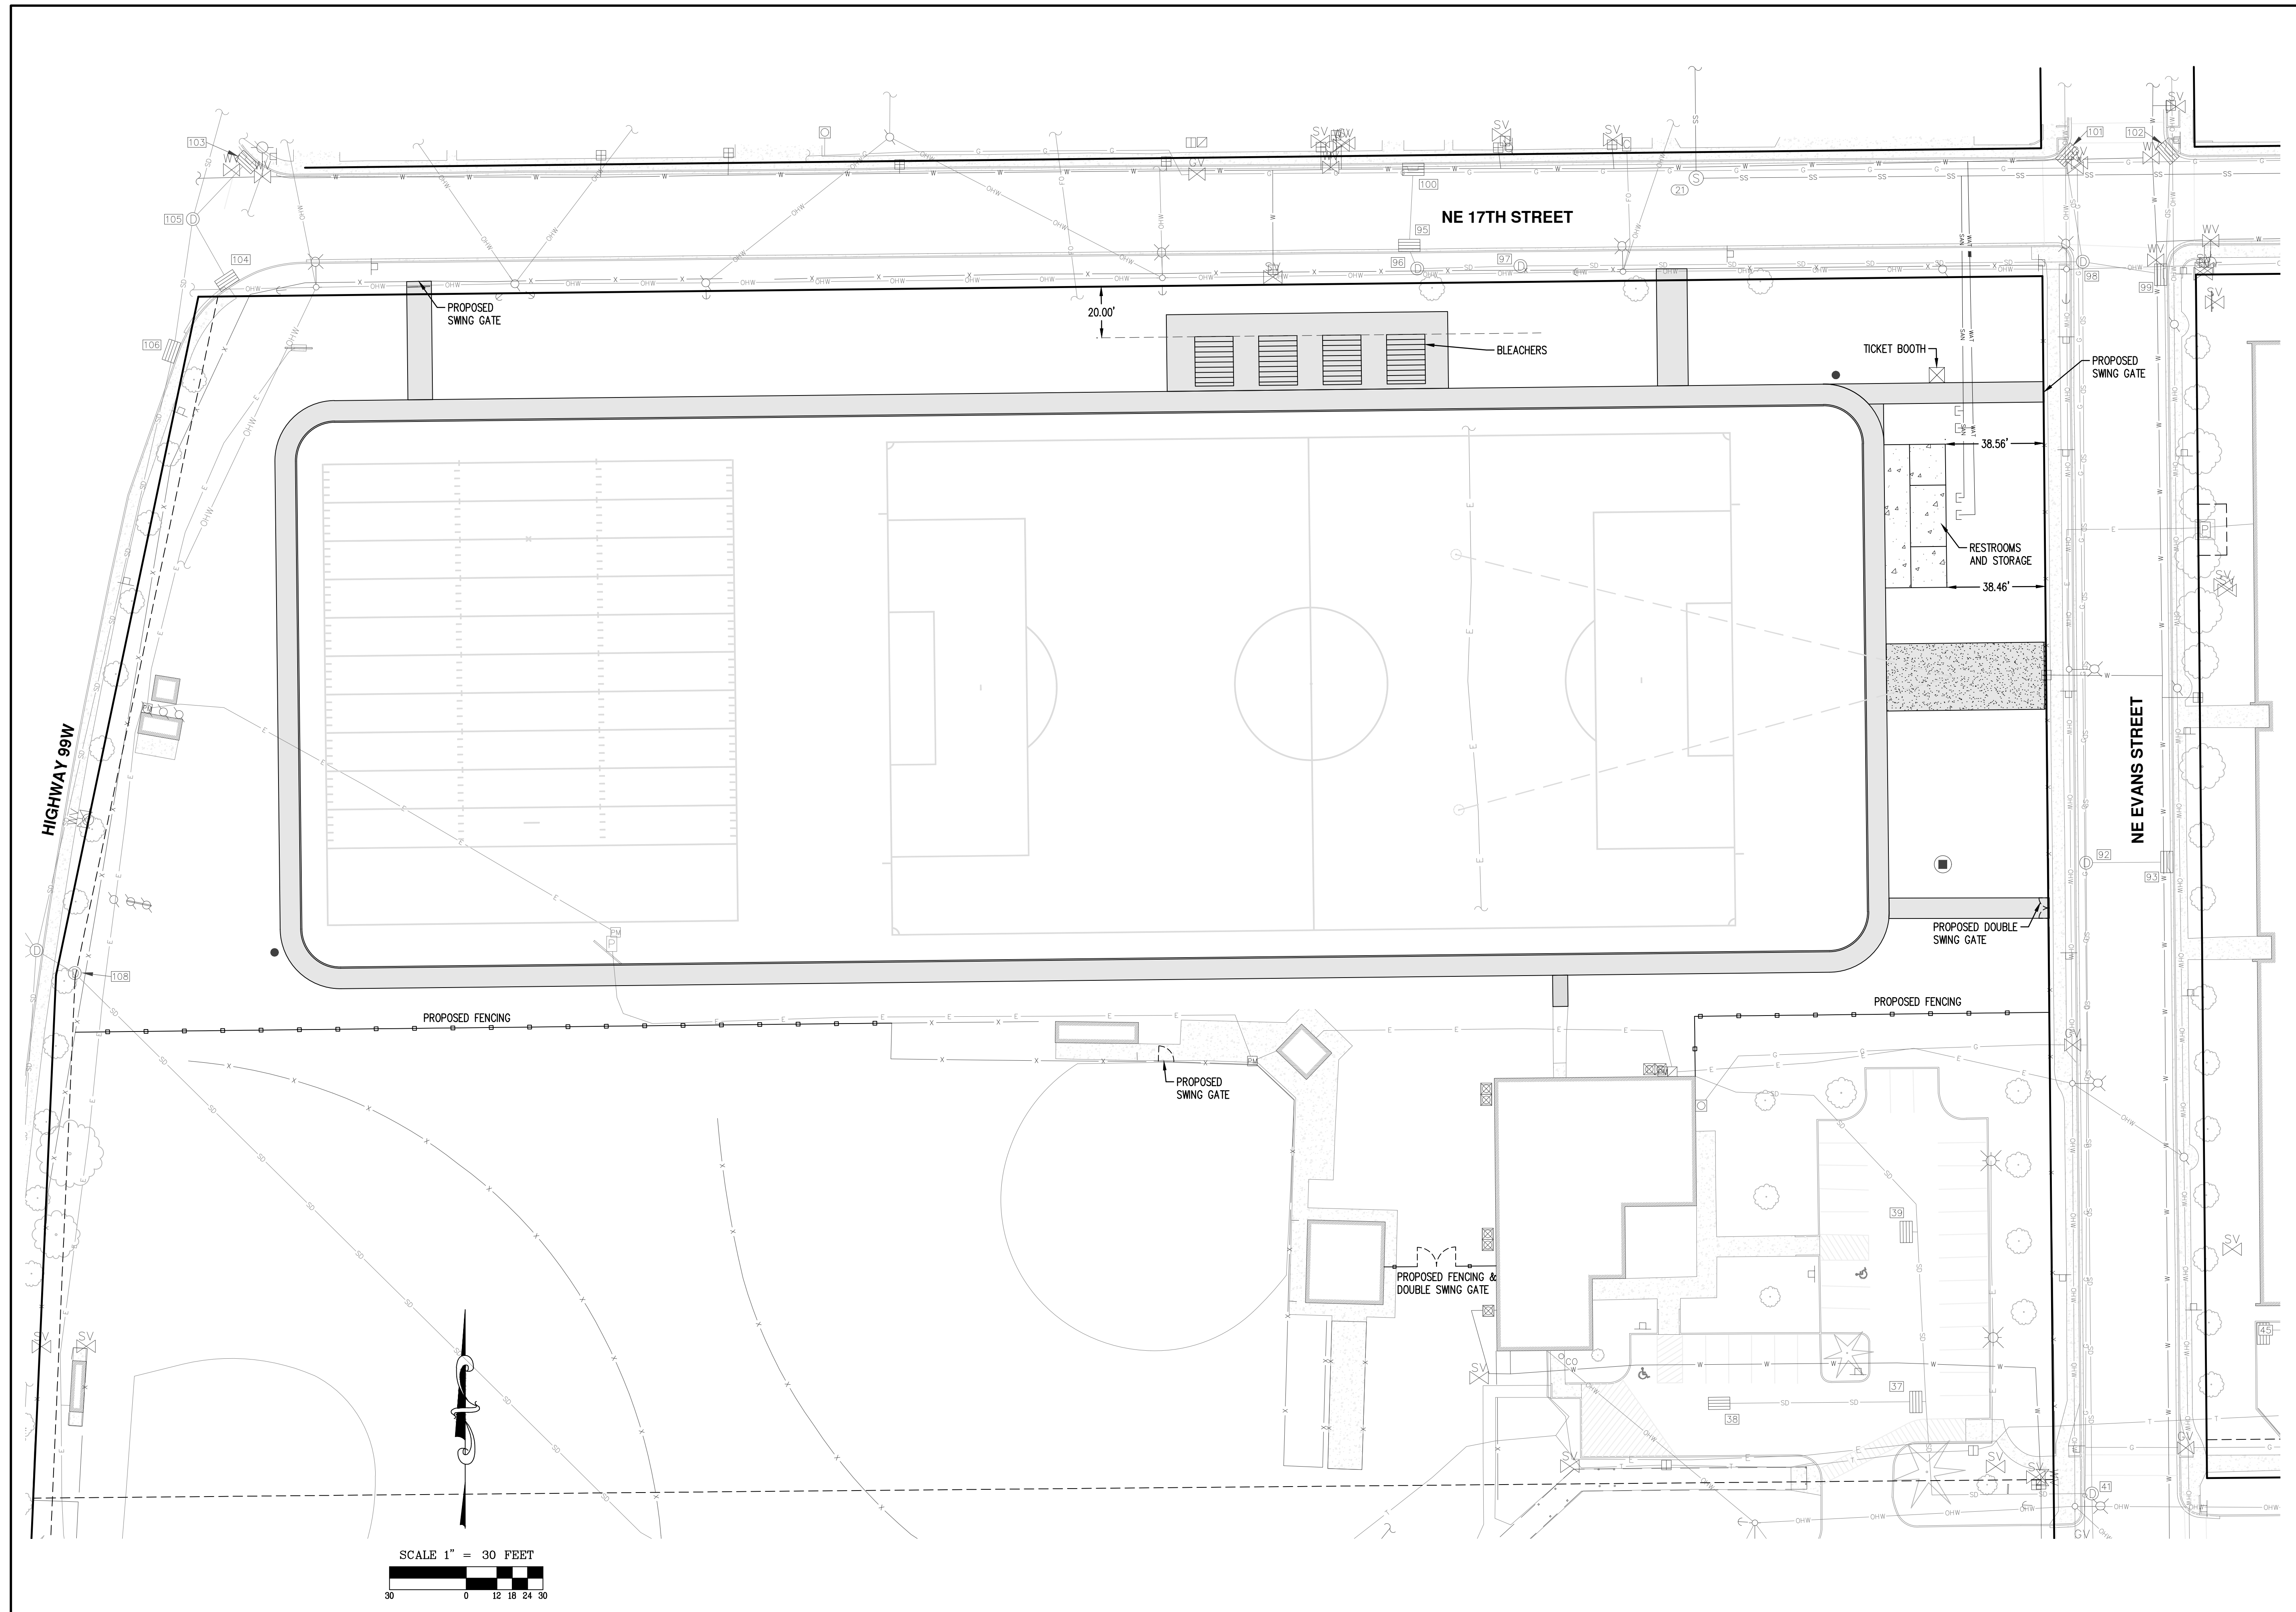 NE 17TH STREET
103
101
102
100
21
105
95
96
97
98
99
104
106
PROPOSED
SWING GATE
20.00'
BLEACHERS
TICKET BOOTH
PROPOSED
SWING GATE
38.56'
RESTROOMS
AND STORAGE
38.46'
HIGHWAY 99W
NE EVANS STREET
92
93
PROPOSED DOUBLE
SWING GATE
108
PROPOSED FENCING
PROPOSED FENCING
PROPOSED
SWING GATE
39
PROPOSED FENCING &
DOUBLE SWING GATE
45
CO
37
38
41
SCALE 1" = 30 FEET
30 0 12 18 24 30